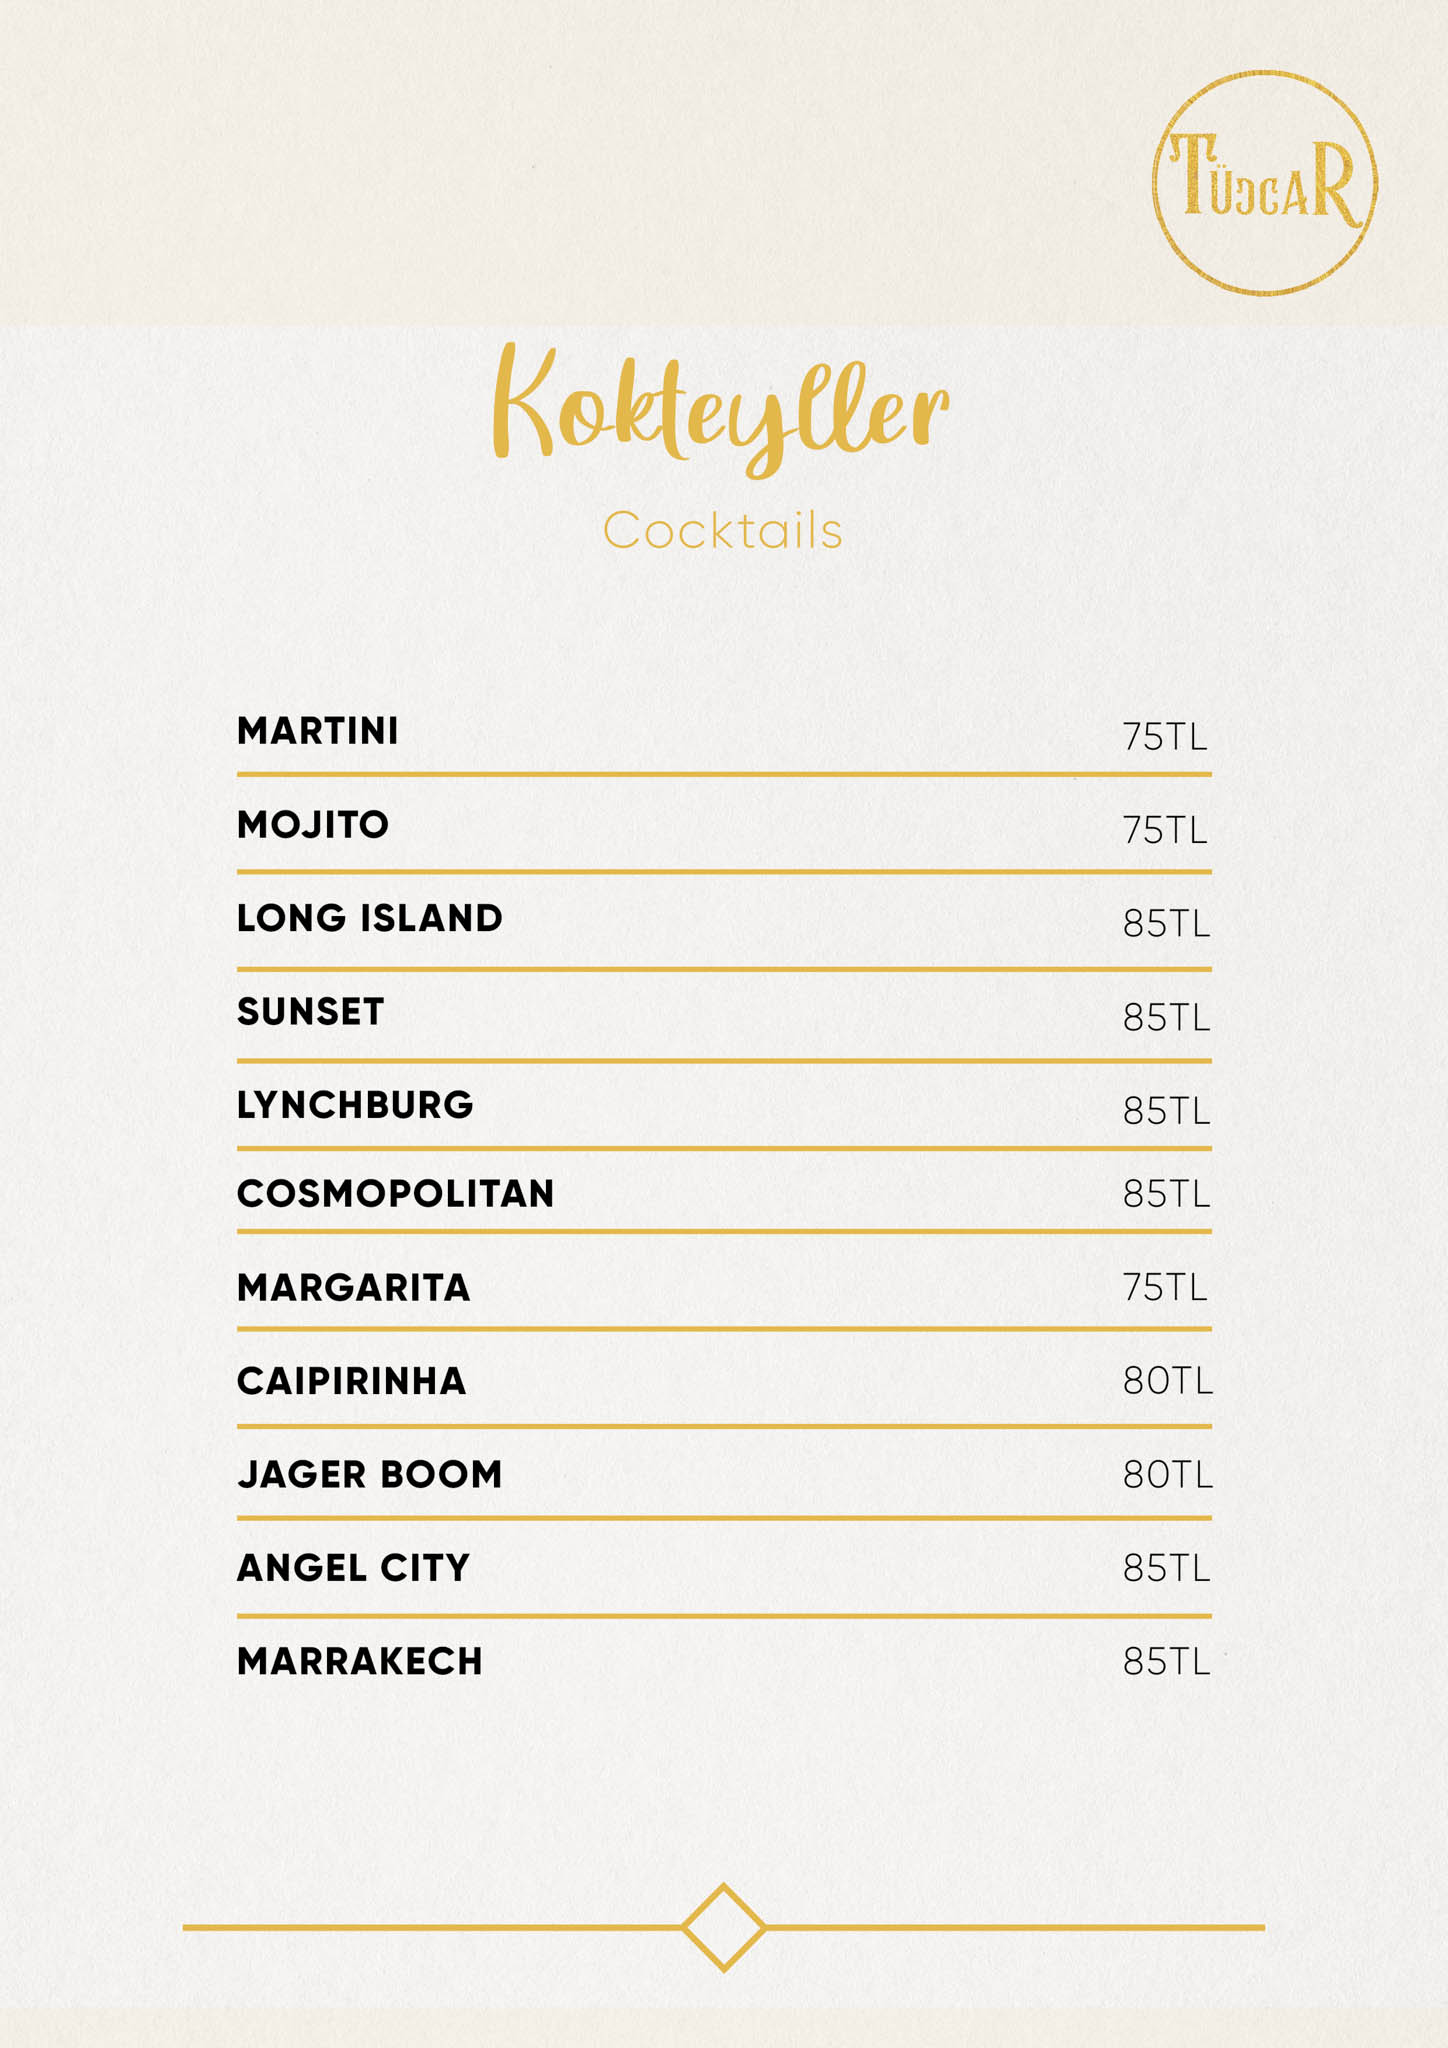 TÜCCAR
Kokteyller
Cocktails
MARTINI 75TL
MOJITO 75TL
LONG ISLAND 85TL
SUNSET 85TL
LYNCHBURG 85TL
COSMOPOLITAN 85TL
MARGARITA 75TL
CAIPIRINHA 80TL
JAGER BOOM 80TL
ANGEL CITY 85TL
MARRAKECH 85TL